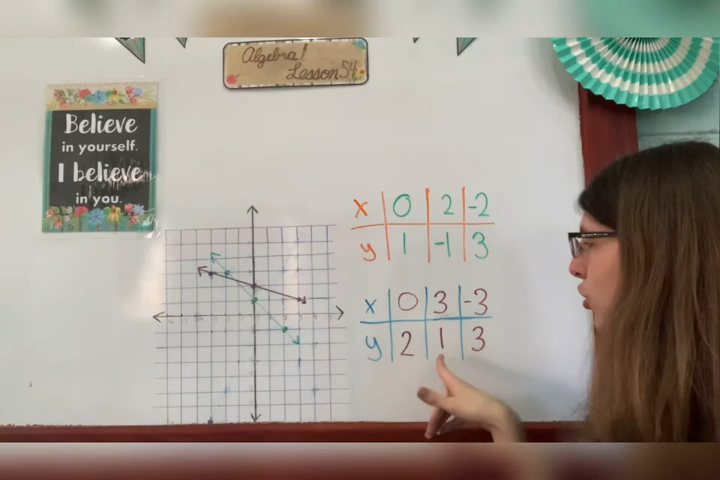 Algebra 1
Lesson 54
Believe
in yourself.
I believe
in you.
x 0 2 -2
y 1 -1 3
x 0 3 -3
y 2 1 3